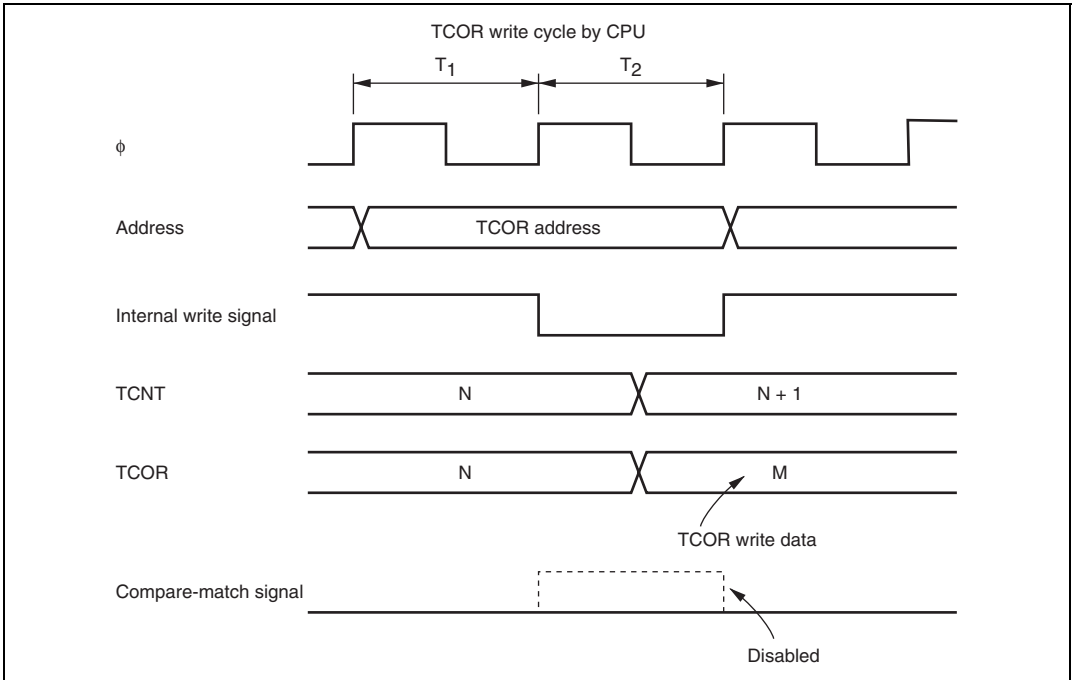 TCOR write cycle by CPU
T1 T2
ϕ
Address TCOR address
Internal write signal
TCNT N N + 1
TCOR N M
TCOR write data
Compare-match signal
Disabled